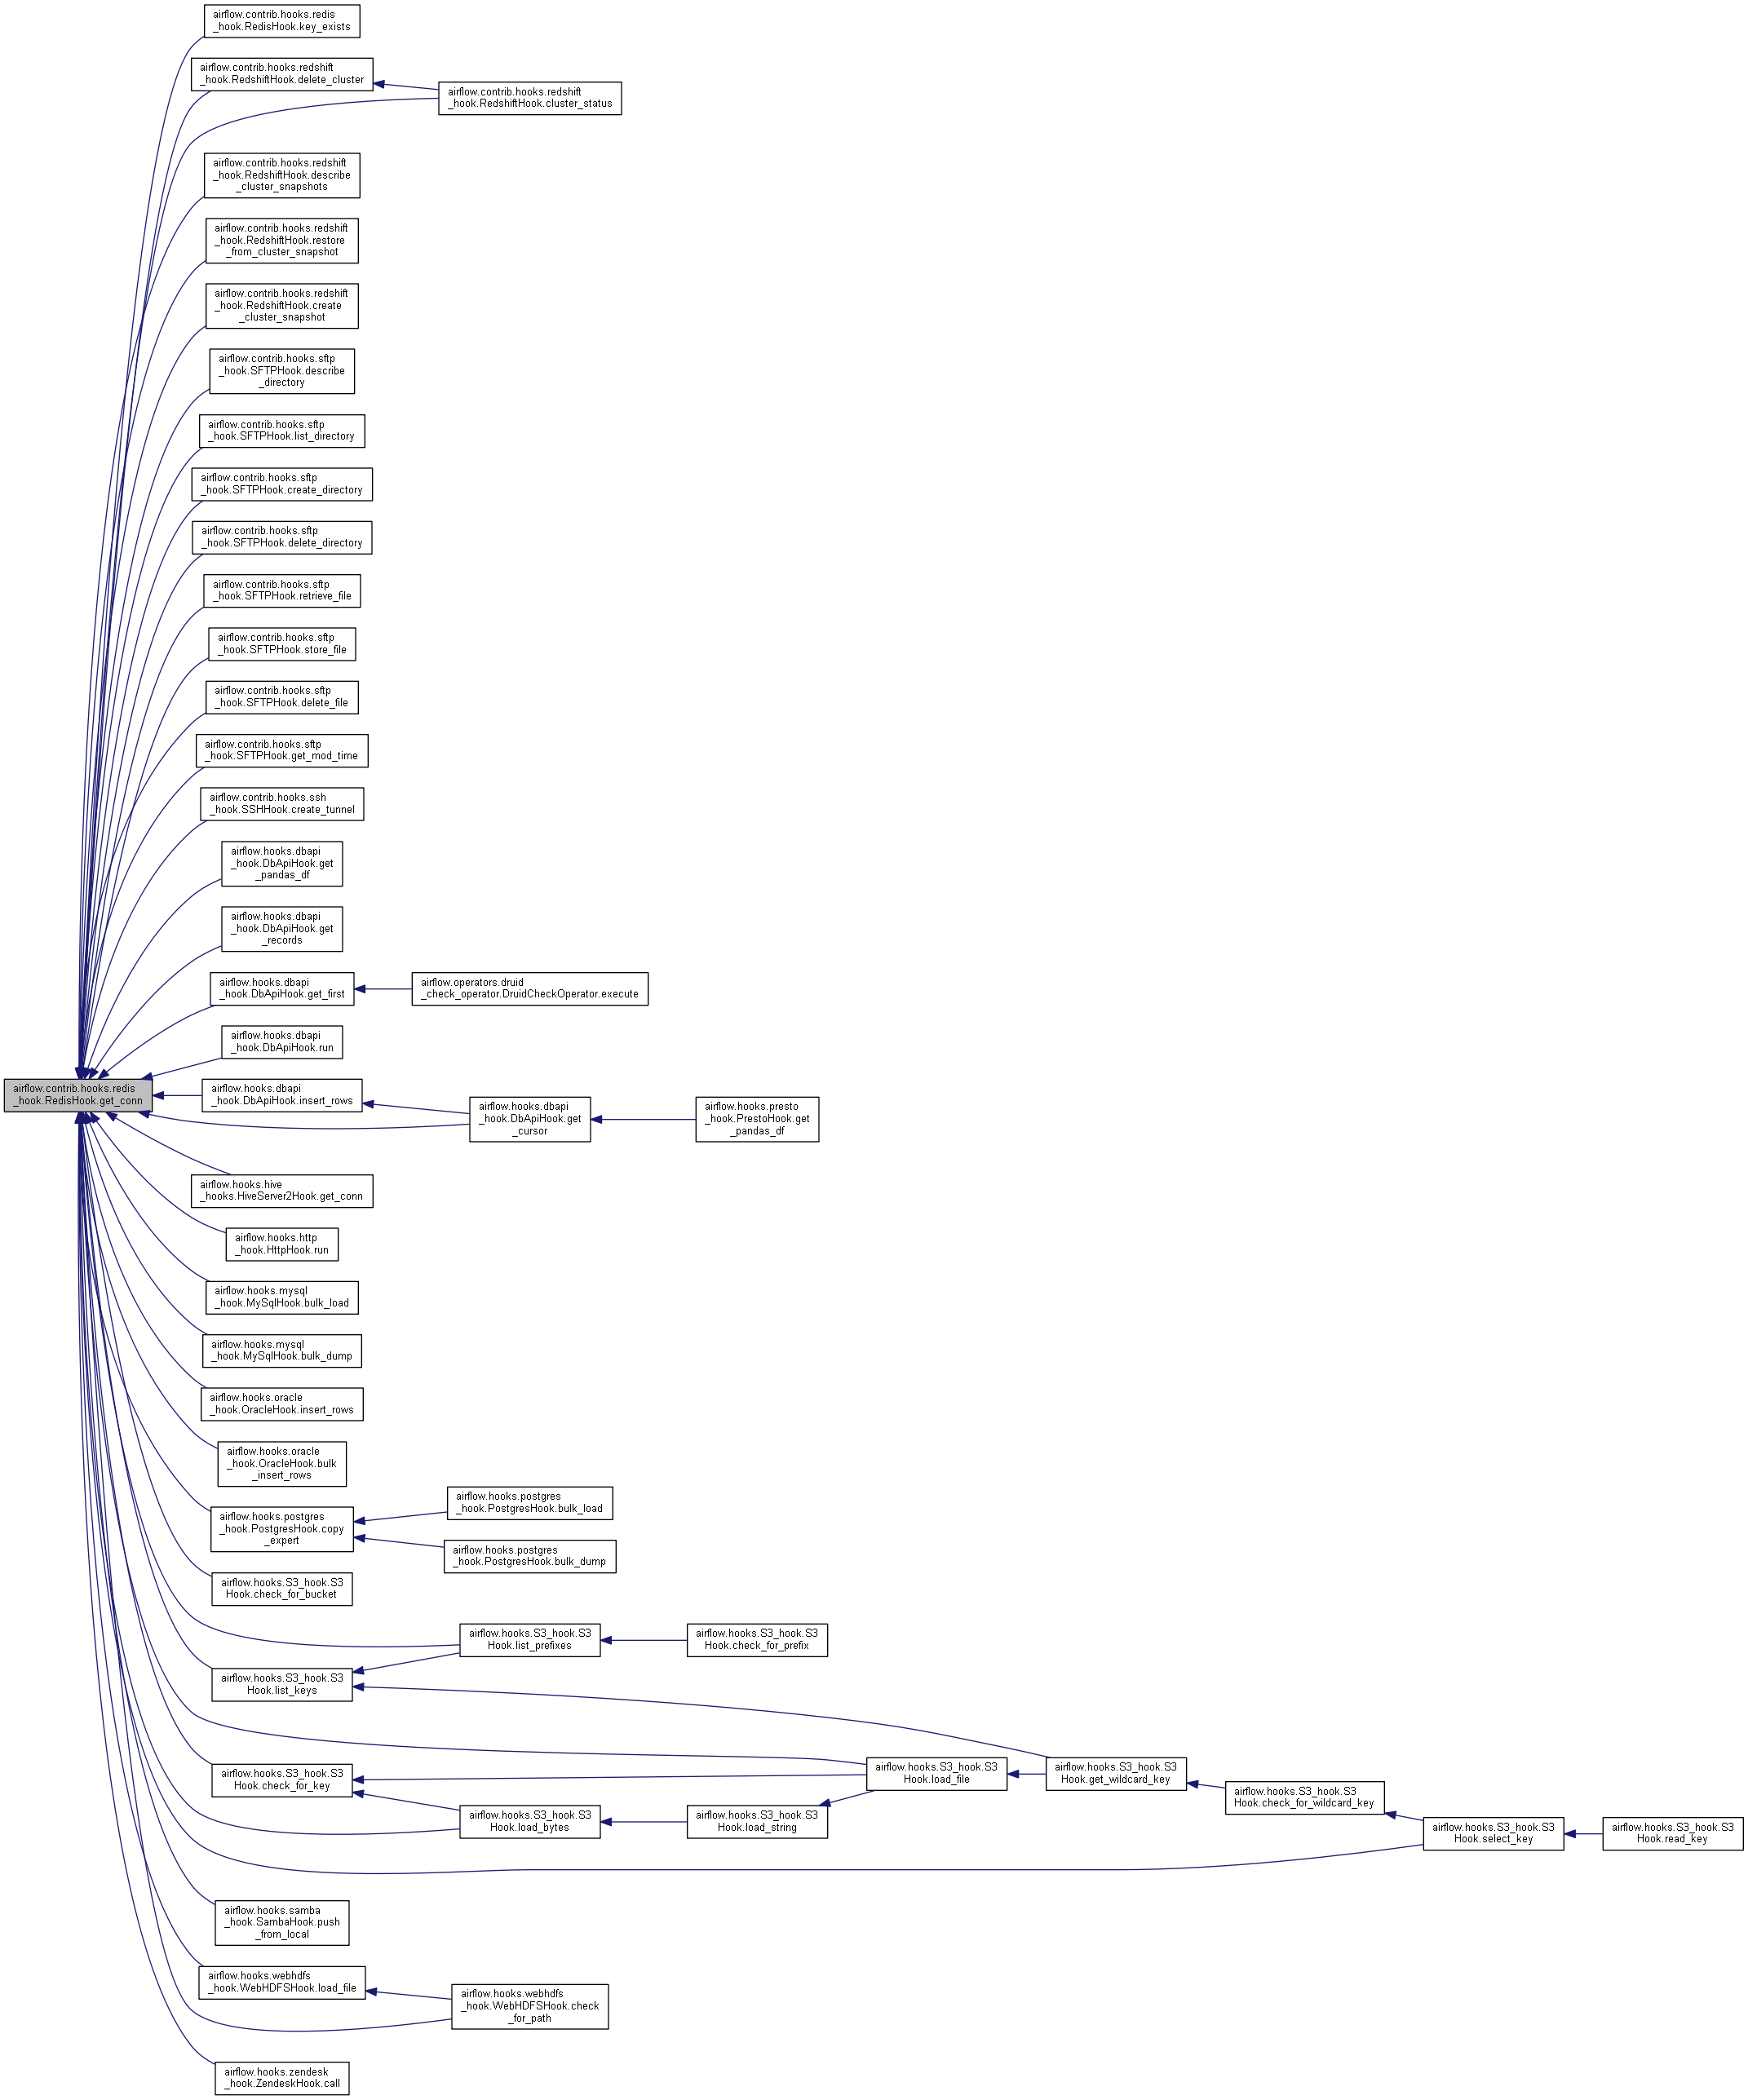 airflow.contrib.hooks.redis
_hook.RedisHook.key_exists
airflow.contrib.hooks.redshift
_hook.RedshiftHook.delete_cluster
airflow.contrib.hooks.redshift
_hook.RedshiftHook.cluster_status
airflow.contrib.hooks.redshift
_hook.RedshiftHook.describe
_cluster_snapshots
airflow.contrib.hooks.redshift
_hook.RedshiftHook.restore
_from_cluster_snapshot
airflow.contrib.hooks.redshift
_hook.RedshiftHook.create
_cluster_snapshot
airflow.contrib.hooks.sftp
_hook.SFTPHook.describe
_directory
airflow.contrib.hooks.sftp
_hook.SFTPHook.list_directory
airflow.contrib.hooks.sftp
_hook.SFTPHook.create_directory
airflow.contrib.hooks.sftp
_hook.SFTPHook.delete_directory
airflow.contrib.hooks.sftp
_hook.SFTPHook.retrieve_file
airflow.contrib.hooks.sftp
_hook.SFTPHook.store_file
airflow.contrib.hooks.sftp
_hook.SFTPHook.delete_file
airflow.contrib.hooks.sftp
_hook.SFTPHook.get_mod_time
airflow.contrib.hooks.ssh
_hook.SSHHook.create_tunnel
airflow.hooks.dbapi
_hook.DbApiHook.get
_pandas_df
airflow.hooks.dbapi
_hook.DbApiHook.get
_records
airflow.hooks.dbapi
_hook.DbApiHook.get_first
airflow.operators.druid
_check_operator.DruidCheckOperator.execute
airflow.hooks.dbapi
_hook.DbApiHook.run
airflow.contrib.hooks.redis
_hook.RedisHook.get_conn
airflow.hooks.dbapi
_hook.DbApiHook.insert_rows
airflow.hooks.dbapi
_hook.DbApiHook.get
_cursor
airflow.hooks.presto
_hook.PrestoHook.get
_pandas_df
airflow.hooks.hive
_hooks.HiveServer2Hook.get_conn
airflow.hooks.http
_hook.HttpHook.run
airflow.hooks.mysql
_hook.MySqlHook.bulk_load
airflow.hooks.mysql
_hook.MySqlHook.bulk_dump
airflow.hooks.oracle
_hook.OracleHook.insert_rows
airflow.hooks.oracle
_hook.OracleHook.bulk
_insert_rows
airflow.hooks.postgres
_hook.PostgresHook.copy
_expert
airflow.hooks.postgres
_hook.PostgresHook.bulk_load
airflow.hooks.postgres
_hook.PostgresHook.bulk_dump
airflow.hooks.S3_hook.S3
Hook.check_for_bucket
airflow.hooks.S3_hook.S3
Hook.list_prefixes
airflow.hooks.S3_hook.S3
Hook.check_for_prefix
airflow.hooks.S3_hook.S3
Hook.list_keys
airflow.hooks.S3_hook.S3
Hook.check_for_key
airflow.hooks.S3_hook.S3
Hook.load_file
airflow.hooks.S3_hook.S3
Hook.get_wildcard_key
airflow.hooks.S3_hook.S3
Hook.check_for_wildcard_key
airflow.hooks.S3_hook.S3
Hook.load_bytes
airflow.hooks.S3_hook.S3
Hook.load_string
airflow.hooks.S3_hook.S3
Hook.select_key
airflow.hooks.S3_hook.S3
Hook.read_key
airflow.hooks.samba
_hook.SambaHook.push
_from_local
airflow.hooks.webhdfs
_hook.WebHDFSHook.load_file
airflow.hooks.webhdfs
_hook.WebHDFSHook.check
_for_path
airflow.hooks.zendesk
_hook.ZendeskHook.call